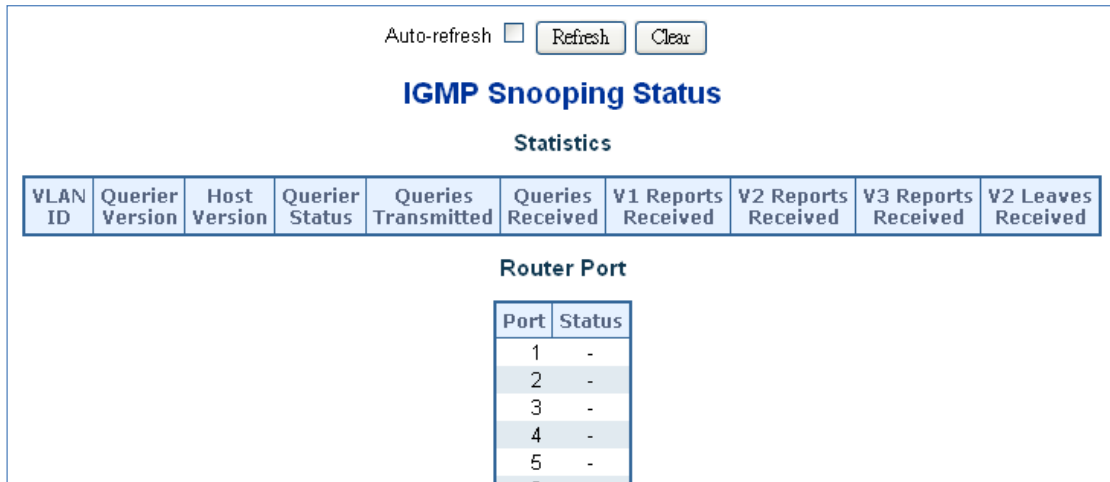 Auto-refresh Refresh Clear
IGMP Snooping Status
Statistics
VLAN ID Querier Version Host Version Querier Status Queries Transmitted Queries Received V1 Reports Received V2 Reports Received V3 Reports Received V2 Leaves Received
Router Port
Port Status
1 -
2 -
3 -
4 -
5 -